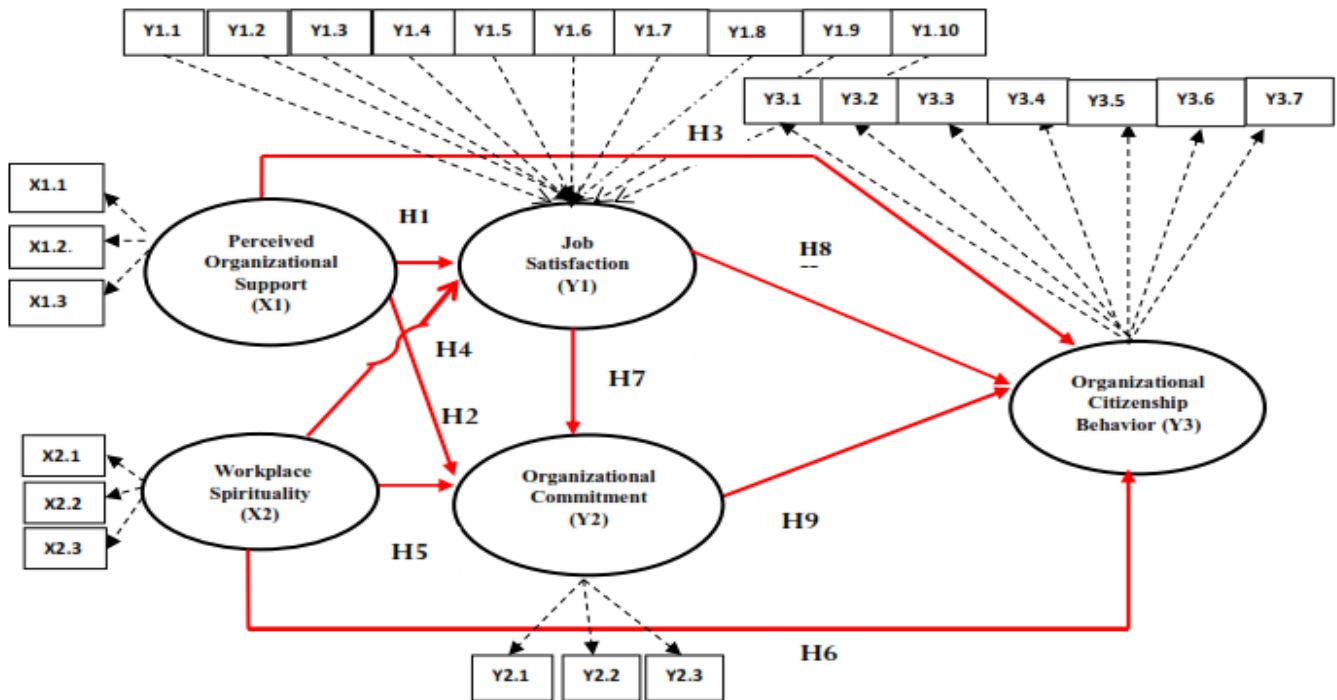 Y1.1 Y1.2 Y1.3 Y1.4 Y1.5 Y1.6 Y1.7 Y1.8 Y1.9 Y1.10
Y3.1 Y3.2 Y3.3 Y3.4 Y3.5 Y3.6 Y3.7
H3
X1.1
X1.2.
X1.3
Perceived
Organizational
Support
(X1)
H1
Job
Satisfaction
(Y1)
H8
H4
H7
H2
Organizational
Citizenship
Behavior (Y3)
X2.1
X2.2
X2.3
Workplace
Spirituality
(X2)
Organizational
Commitment
(Y2)
H5
H9
H6
Y2.1 Y2.2 Y2.3